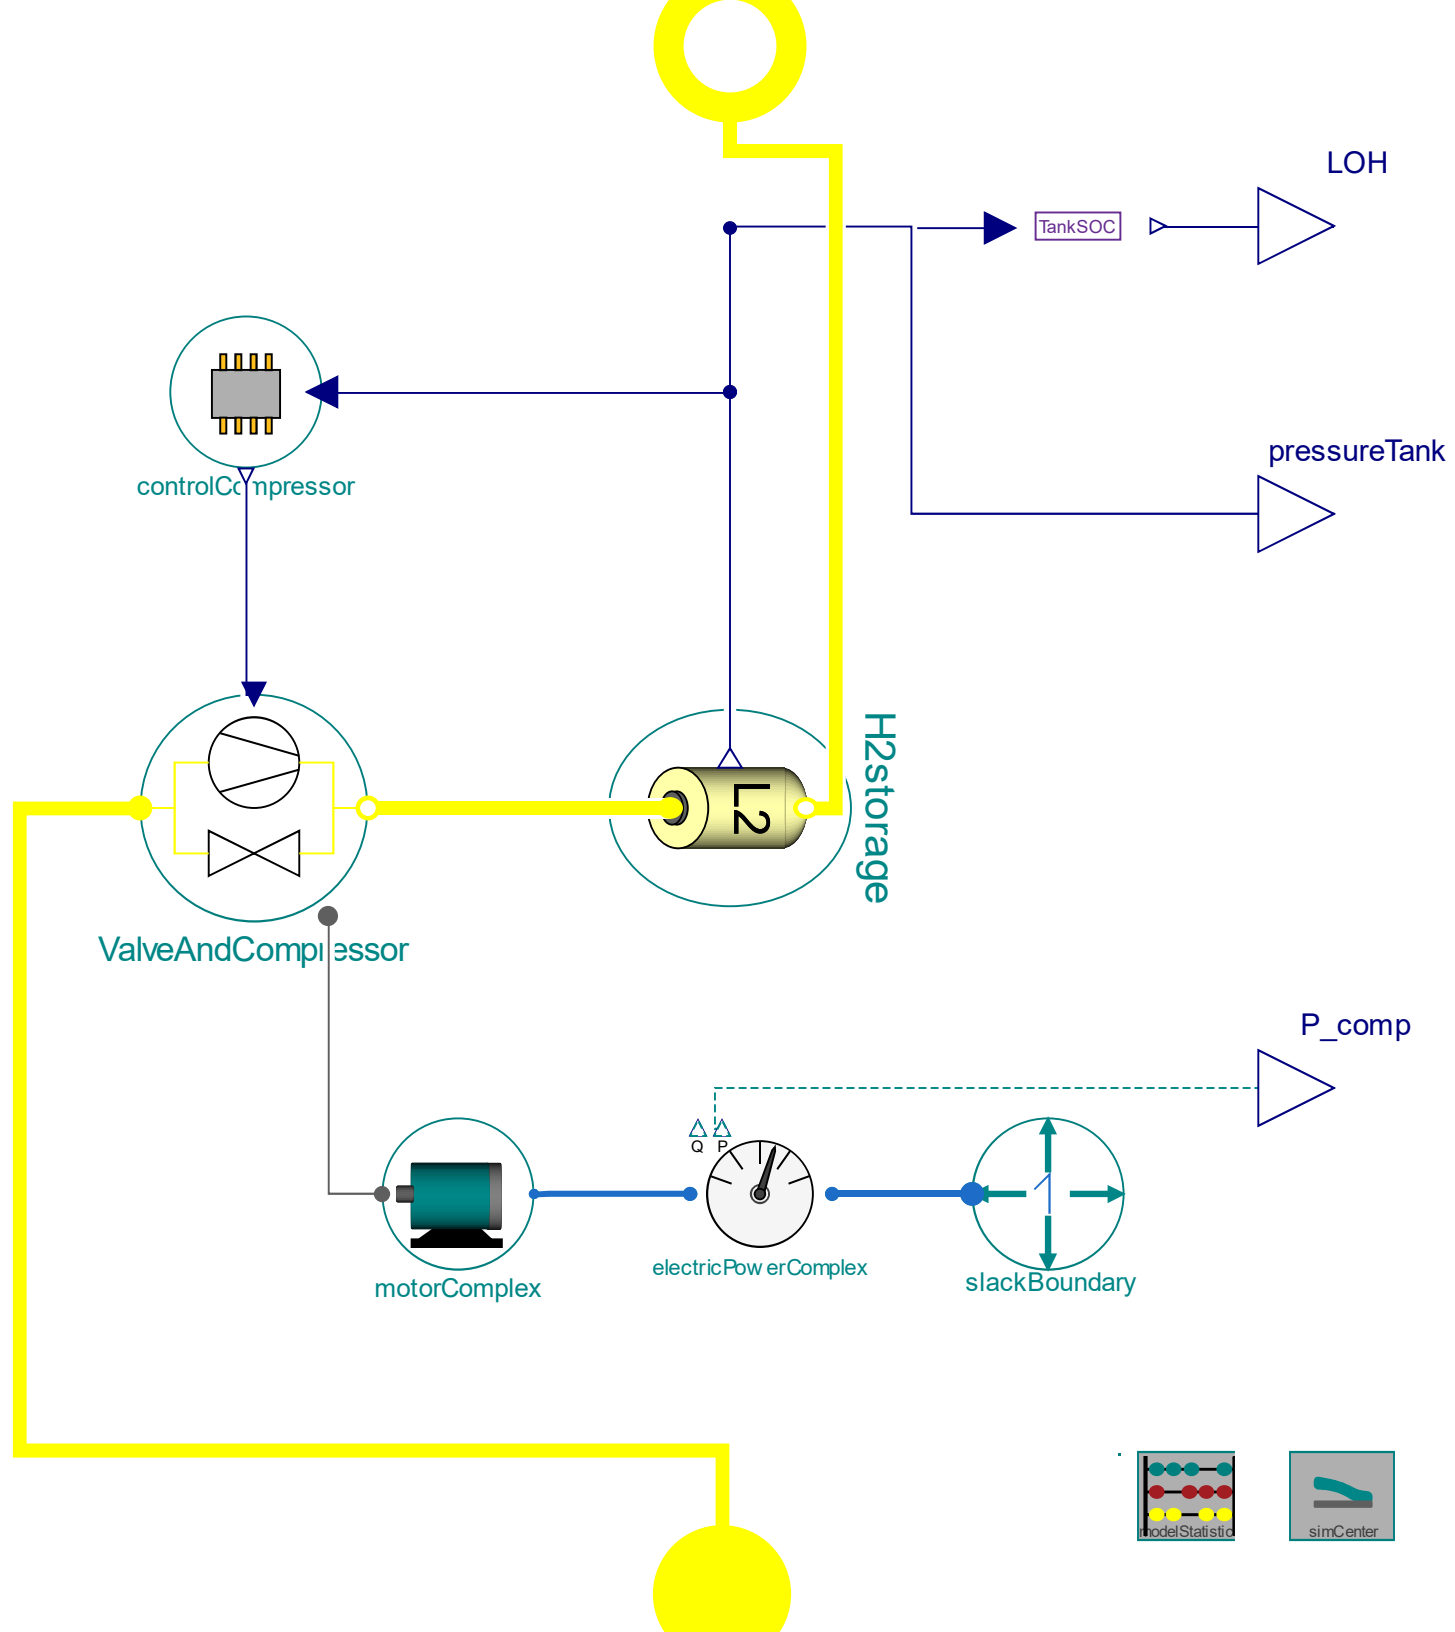 LOH
TankSOC
pressureTank
controlCompressor
H2storage
L2
ValveAndCompressor
P_comp
Q P
motorComplex
electricPowerComplex
slackBoundary
modelStatistic
simCenter